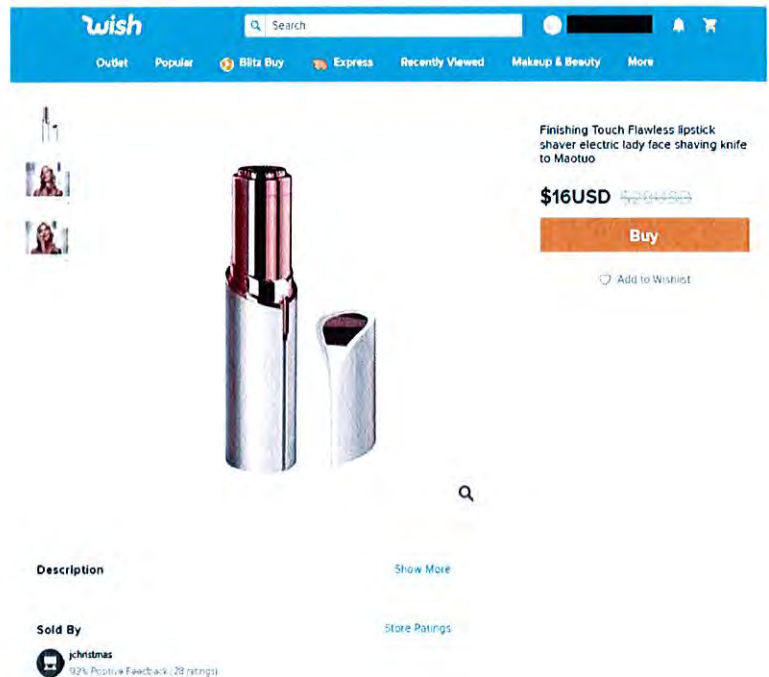 wish
Search
Outlet Popular Blitz Buy Express Recently Viewed Makeup & Beauty More
Finishing Touch Flawless lipstick
shaver electric lady face shaving knife
to Maotuo
$16USD
Buy
Add to Wishlist
Description Show More
Sold By Store Ratings
jchristmas
92% Positive Feedback (28 ratings)